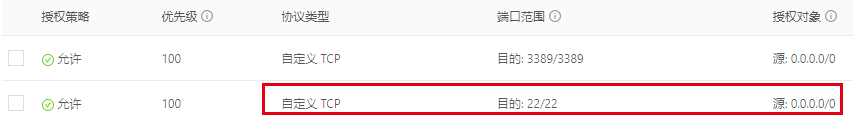 授权策略 优先级 协议类型 端口范围 授权对象
允许 100 自定义 TCP 目的: 3389/3389 源: 0.0.0.0/0
允许 100 自定义 TCP 目的: 22/22 源: 0.0.0.0/0